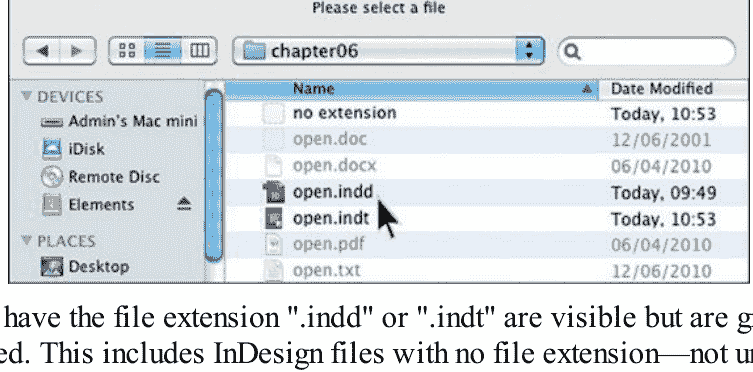 Please select a file
chapter06
Name Date Modified
DEVICES
Admin's Mac mini
iDisk
Remote Disc
Elements
PLACES
Desktop
no extension Today, 10:53
open.doc 12/06/2001
open.docx 06/04/2010
open.indd Today, 09:49
open.indt Today, 10:53
open.pdf 06/04/2010
open.txt 12/06/2010
have the file extension ".indd" or ".indt" are visible but are g
ed. This includes InDesign files with no file extension—not un